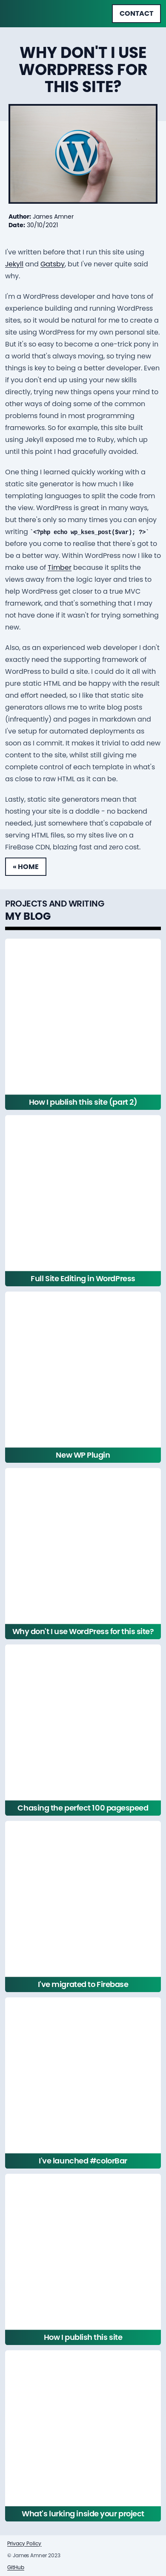 CONTACT
WHY DON'T I USE
WORDPRESS FOR
THIS SITE?
Author: James Amner
Date: 30/10/2021
I've written before that I run this site using
Jekyll and Gatsby, but I've never quite said
why.
I'm a WordPress developer and have tons of
experience building and running WordPress
sites, so it would be natural for me to create a
site using WordPress for my own personal site.
But it's so easy to become a one-trick pony in
a world that's always moving, so trying new
things is key to being a better developer. Even
if you don't end up using your new skills
directly, trying new things opens your mind to
other ways of doing some of the common
problems found in most programming
frameworks. So for example, this site built
using Jekyll exposed me to Ruby, which up
until this point I had gracefully avoided.
One thing I learned quickly working with a
static site generator is how much I like
templating languages to split the code from
the view. WordPress is great in many ways,
but there's only so many times you can enjoy
writing `<?php echo wp_kses_post($var); ?>`
before you come to realise that there's got to
be a better way. Within WordPress now I like to
make use of Timber because it splits the
views away from the logic layer and tries to
help WordPress get closer to a true MVC
framework, and that's something that I may
not have done if it wasn't for trying something
new.
Also, as an experienced web developer I don't
exactly need the supporting framework of
WordPress to build a site. I could do it all with
pure static HTML and be happy with the result
and effort needed, so I like that static site
generators allows me to write blog posts
(infrequently) and pages in markdown and
I've setup for automated deployments as
soon as I commit. It makes it trivial to add new
content to the site, whilst still giving me
complete control of each template in what's
as close to raw HTML as it can be.
Lastly, static site generators mean that
hosting your site is a doddle - no backend
needed, just somewhere that's capabale of
serving HTML files, so my sites live on a
FireBase CDN, blazing fast and zero cost.
« HOME
PROJECTS AND WRITING
MY BLOG
How I publish this site (part 2)
Full Site Editing in WordPress
New WP Plugin
Why don't I use WordPress for this site?
Chasing the perfect 100 pagespeed
I've migrated to Firebase
I've launched #colorBar
How I publish this site
What's lurking inside your project
Privacy Policy
© James Amner 2023
GitHub